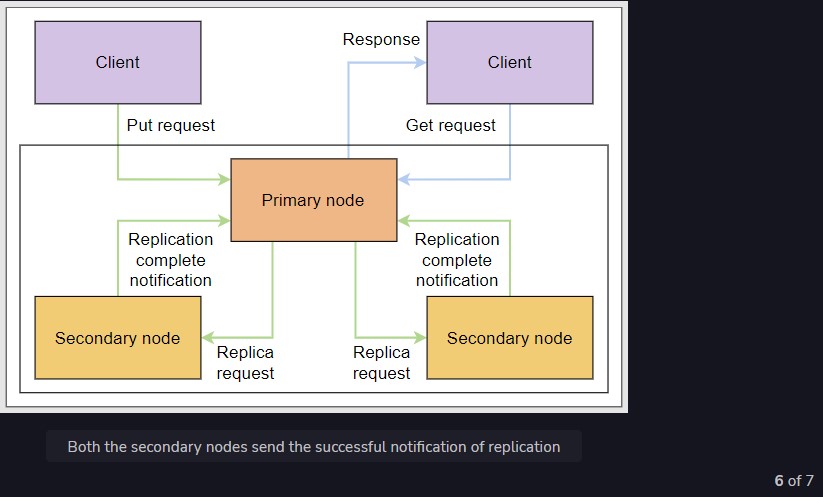 Response
Client
Client
Put request
Get request
Primary node
Replication
complete
notification
Replication
complete
notification
Secondary node
Secondary node
Replica
request
Replica
request
Both the secondary nodes send the successful notification of replication
6 of 7